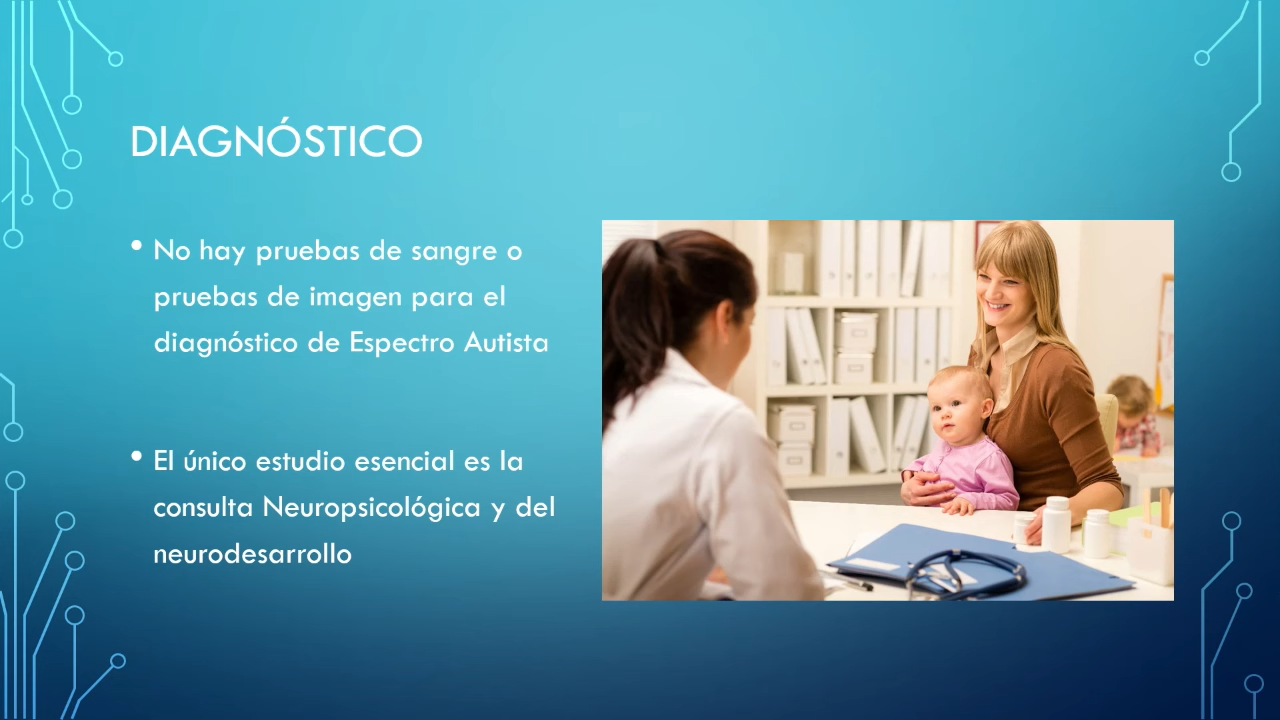 DIAGNÓSTICO
• No hay pruebas de sangre o
pruebas de imagen para el
diagnóstico de Espectro Autista
• El único estudio esencial es la
consulta Neuropsicológica y del
neurodesarrollo